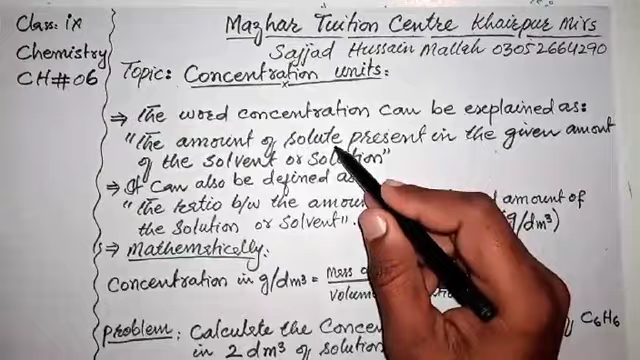 Class: ix
Chemistry
CH#06
Mazhar Tuition Centre Khairpur Mirs
Sajjad Hussain Mallah 03052664290
Topic: Concentration units:
⇒ The word concentration can be explained as:
"The amount of solute present in the given amount
of the solvent or solution"
⇒ It can also be defined as
"The ratio b/w the amou amount of
the solution or solvent". (g/dm³)
⇒ Mathematically:
Concentration in g/dm³ = Mass
Volum
Problem: Calculate the Concen C₆H₆
in 2 dm³ of solution